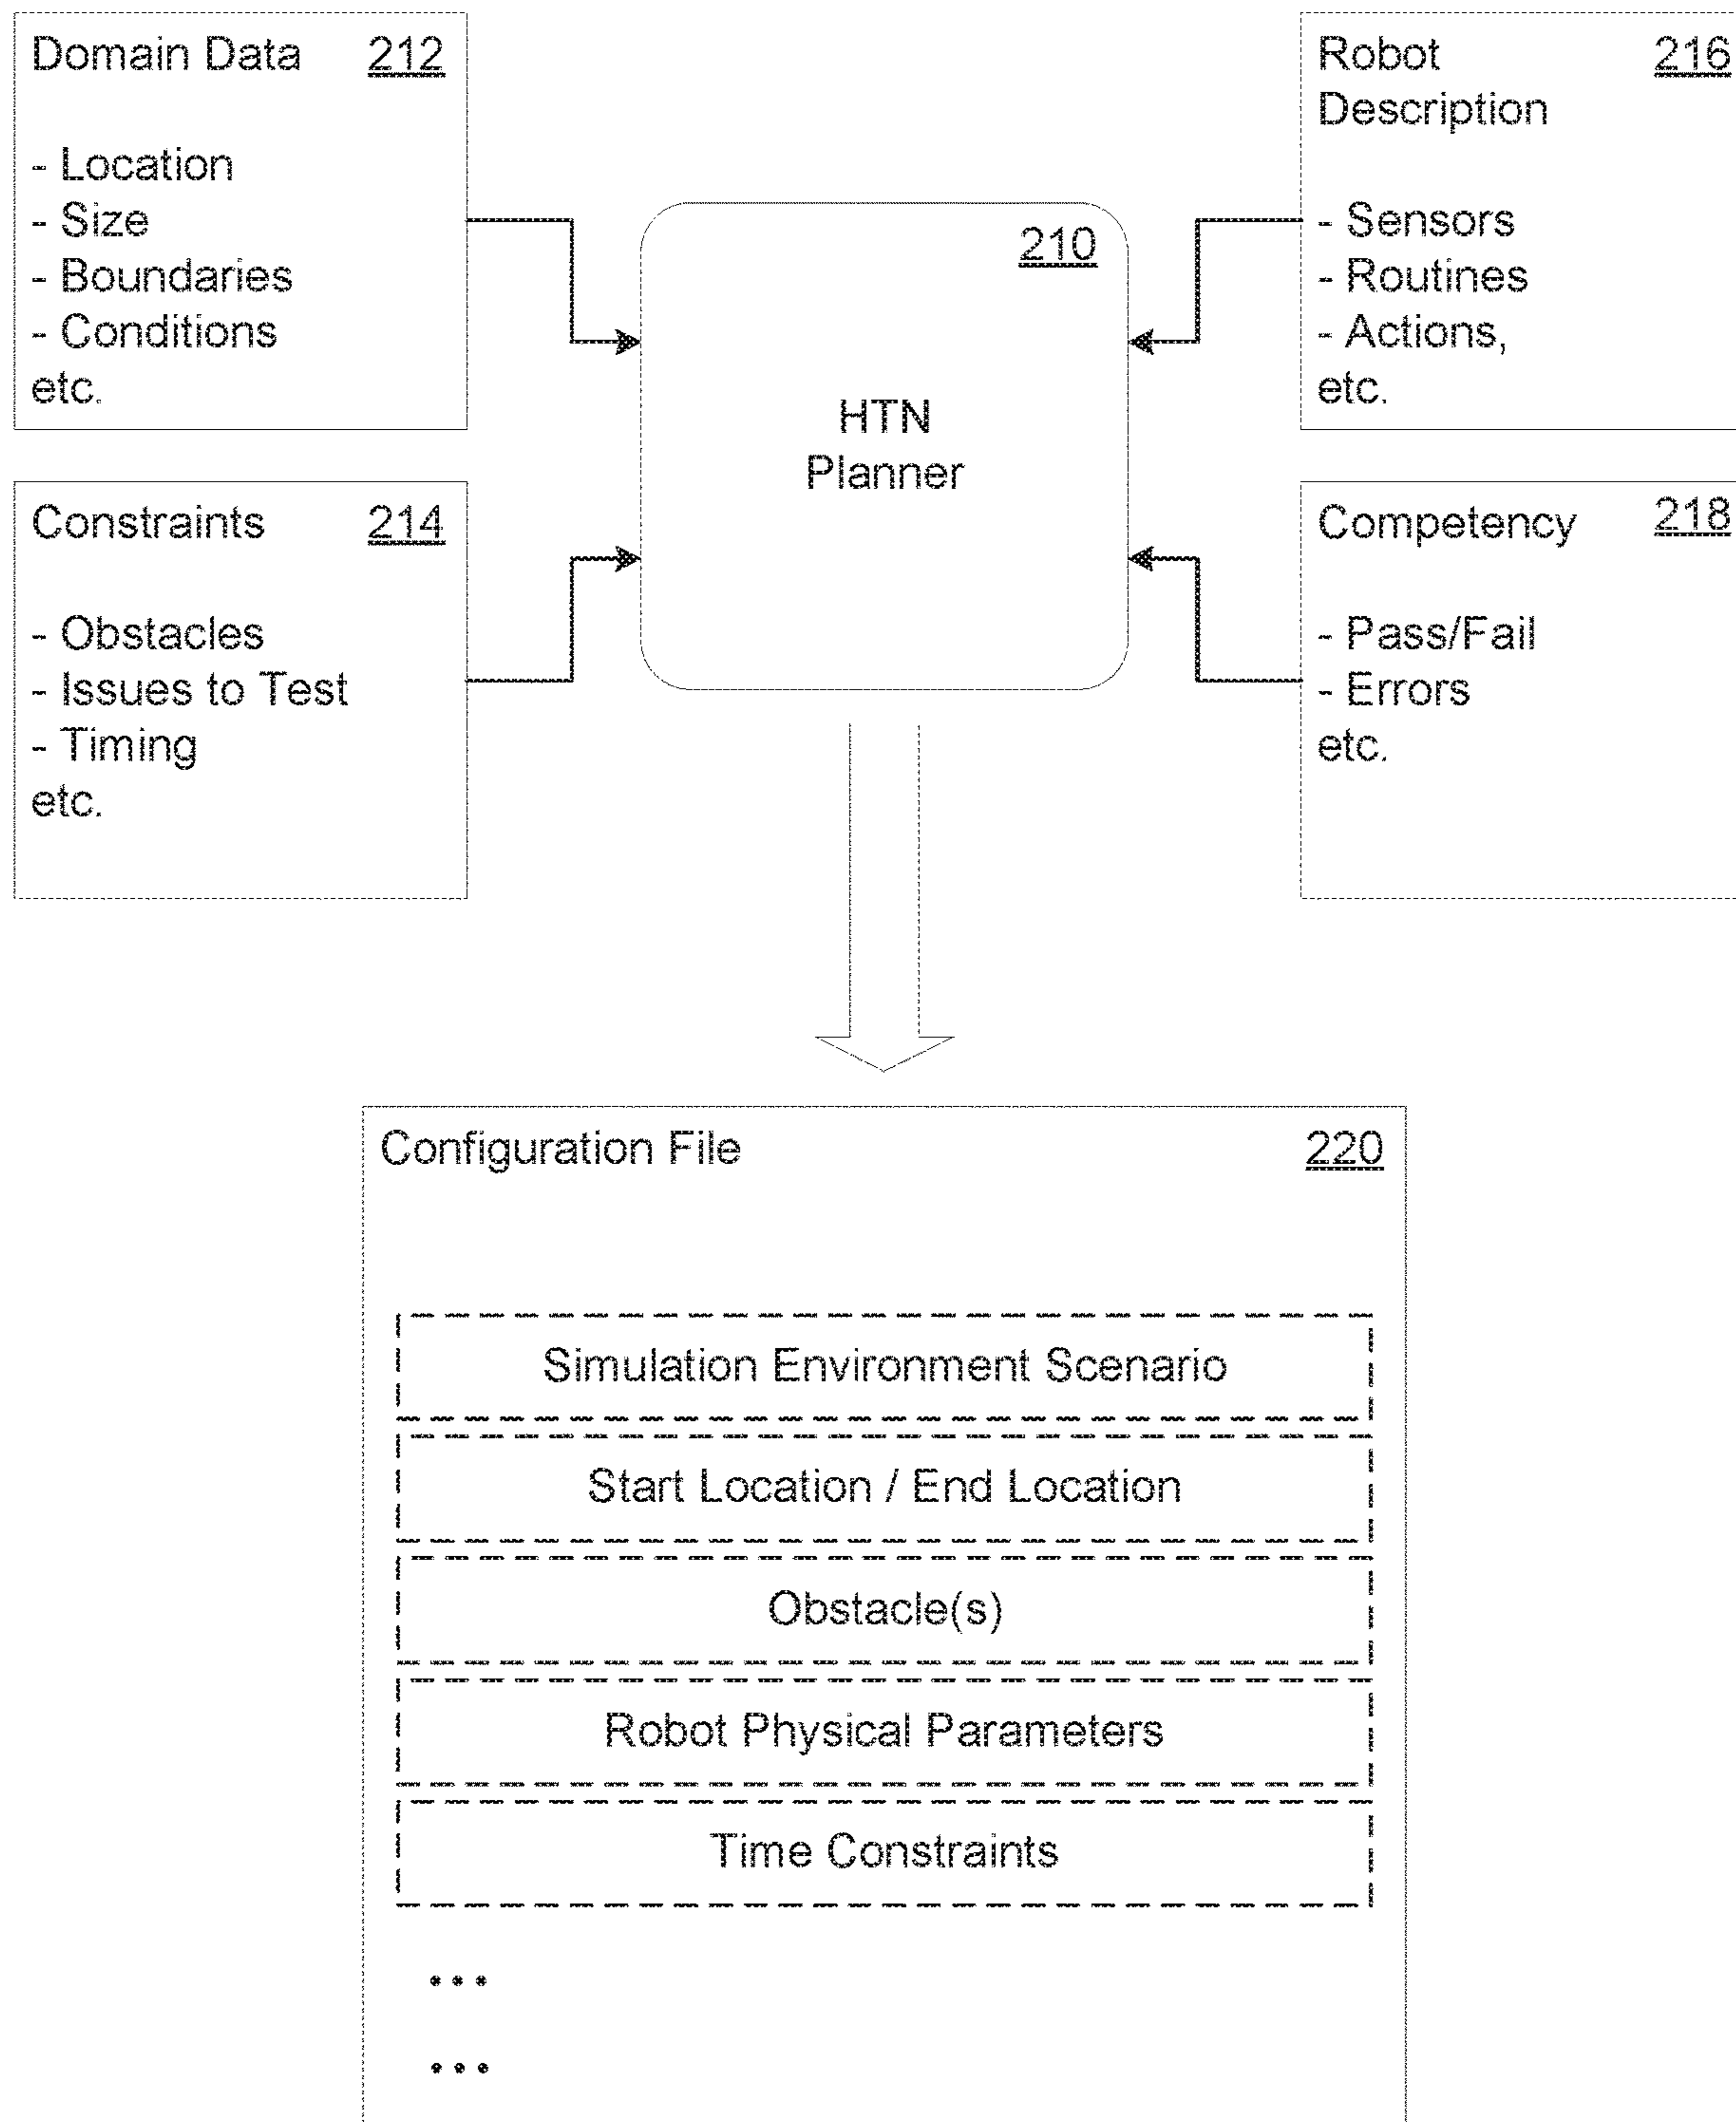 Domain Data 212
- Location
- Size
- Boundaries
- Conditions
etc.
Constraints 214
- Obstacles
- Issues to Test
- Timing
etc.
210
HTN
Planner
Robot 216
Description
- Sensors
- Routines
- Actions,
etc.
Competency 218
- Pass/Fail
- Errors
etc.
Configuration File 220
Simulation Environment Scenario
Start Location / End Location
Obstacle(s)
Robot Physical Parameters
Time Constraints
...
...